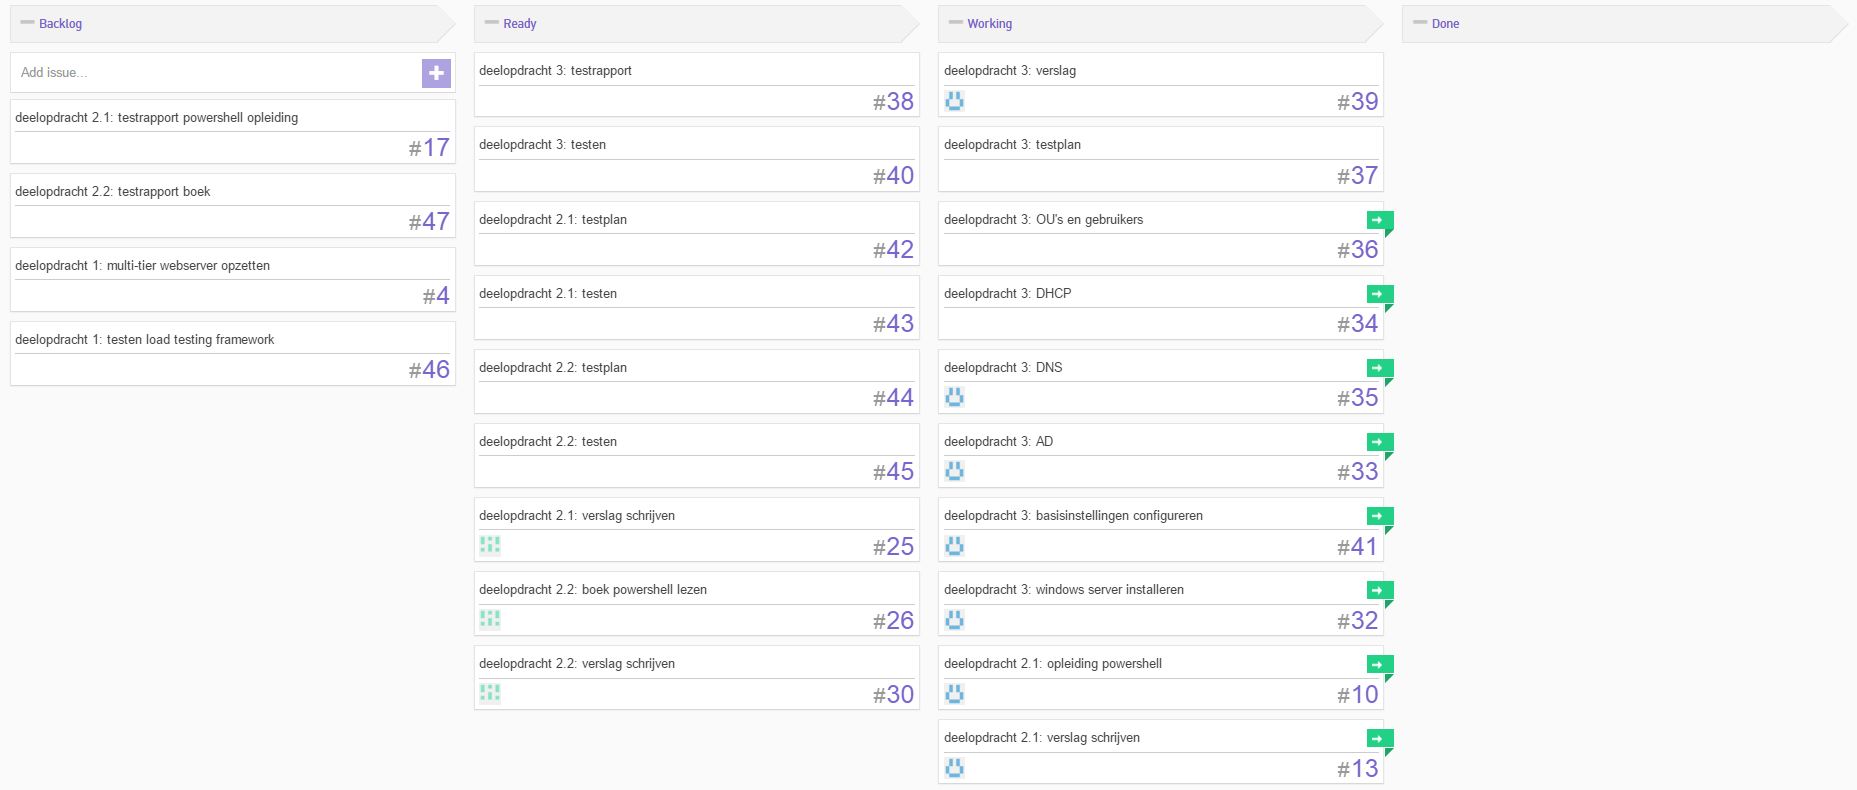 Backlog
Add issue...
deelopdracht 2.1: testrapport powershell opleiding
#17
deelopdracht 2.2: testrapport boek
#47
deelopdracht 1: multi-tier webserver opzetten
#4
deelopdracht 1: testen load testing framework
#46
Ready
deelopdracht 3: testrapport
#38
deelopdracht 3: testen
#40
deelopdracht 2.1: testplan
#42
deelopdracht 2.1: testen
#43
deelopdracht 2.2: testplan
#44
deelopdracht 2.2: testen
#45
deelopdracht 2.1: verslag schrijven
#25
deelopdracht 2.2: boek powershell lezen
#26
deelopdracht 2.2: verslag schrijven
#30
Working
deelopdracht 3: verslag
#39
deelopdracht 3: testplan
#37
deelopdracht 3: OU's en gebruikers
#36
deelopdracht 3: DHCP
#34
deelopdracht 3: DNS
#35
deelopdracht 3: AD
#33
deelopdracht 3: basisinstellingen configureren
#41
deelopdracht 3: windows server installeren
#32
deelopdracht 2.1: opleiding powershell
#10
deelopdracht 2.1: verslag schrijven
#13
Done